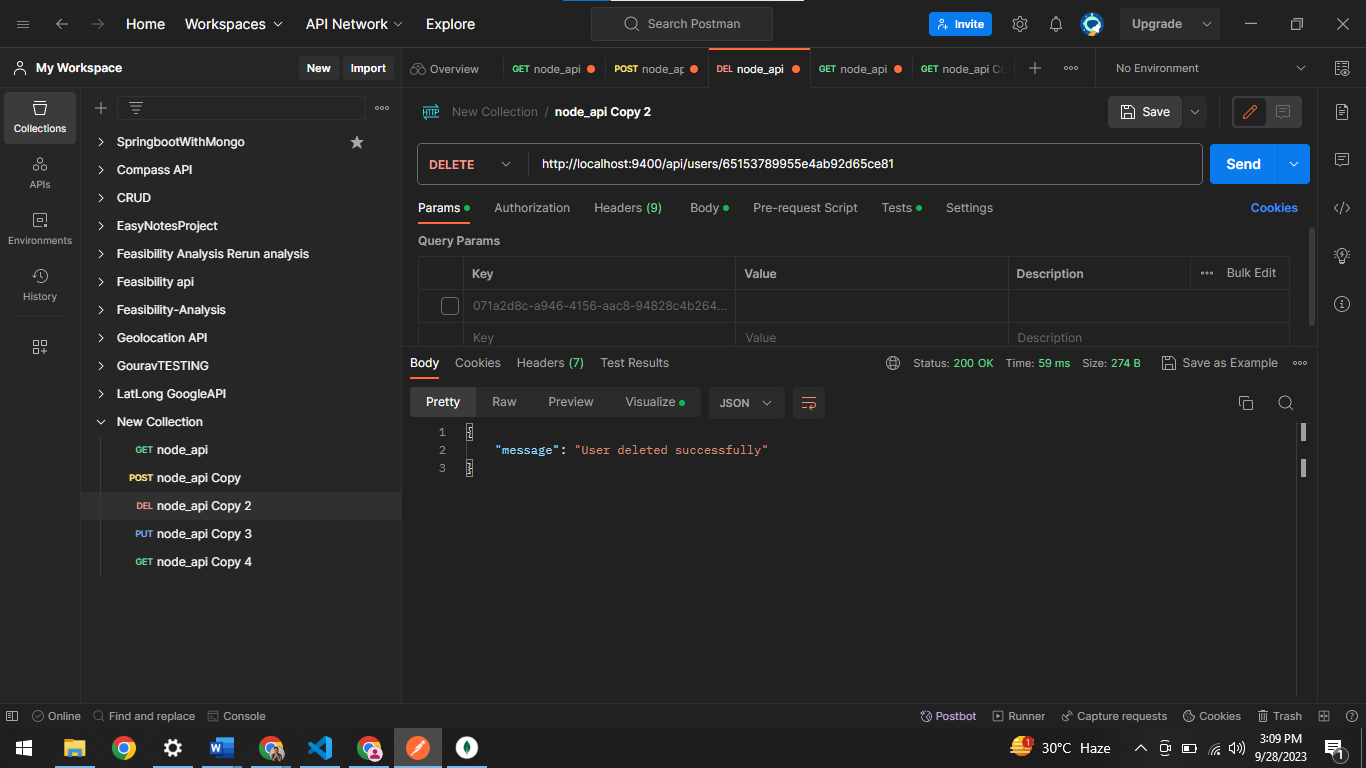 Home Workspaces API Network Explore Search Postman Invite Upgrade
My Workspace New Import Overview GET node_api POST node_ap DEL node_api GET node_api GET node_api Co No Environment
Collections
APIs
Environments
History
SpringbootWithMongo
Compass API
CRUD
EasyNotesProject
Feasibility Analysis Rerun analysis
Feasibility api
Feasibility-Analysis
Geolocation API
GouravTESTING
LatLong GoogleAPI
New Collection
GET node_api
POST node_api Copy
DEL node_api Copy 2
PUT node_api Copy 3
GET node_api Copy 4
HTTP New Collection / node_api Copy 2 Save
DELETE http://localhost:9400/api/users/65153789955e4ab92d65ce81 Send
Params Authorization Headers (9) Body Pre-request Script Tests Settings Cookies
Query Params
Key Value Description Bulk Edit
071a2d8c-a946-4156-aac8-94828c4b264...
Key Value Description
Body Cookies Headers (7) Test Results Status: 200 OK Time: 59 ms Size: 274 B Save as Example
Pretty Raw Preview Visualize JSON
1 {
2 "message": "User deleted successfully"
3 }
Online Find and replace Console Postbot Runner Capture requests Cookies Trash
1 30°C Haze 3:09 PM
9/28/2023 1